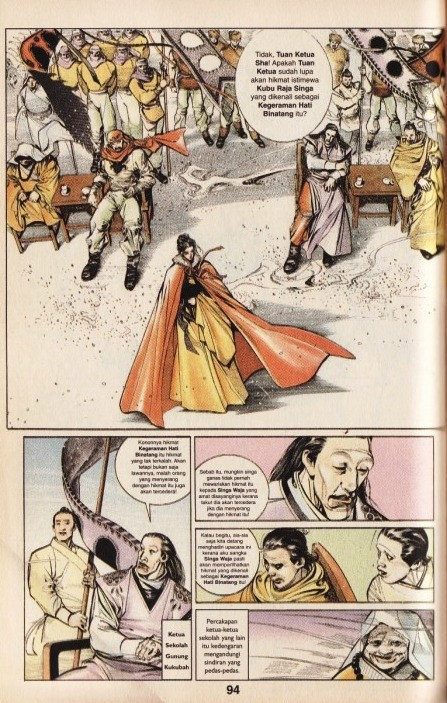 Tidak, Tuan Ketua
Sha! Apakah Tuan
Ketua sudah lupa
akan hikmat istimewa
Kubu Raja Singa
yang dikenali sebagai
Kegeraman Hati
Binatang itu?
Kononnya hikmat
Kegeraman Hati
Binatang itu hikmat
yang tak terkalah. Akan
tetapi bukan saja
lawannya, malah orang
yang menyerang
dengan hikmat itu juga
akan tercedera!
Ketua
Sekolah
Gunung
Kukubah
Sebab itu, mungkin singa
ganas tidak pernah
mewariskan hikmat itu
kepada Singa Waja yang
amat disayanginya kerana
takut dia akan tercedera
jika dia menyerang
dengan hikmat itu!
Kalau begitu, sia-sia
saja kita datang
menghadiri upacara ini
kerana aku sangka
Singa Waja pasti
akan memperlihatkan
hikmat yang dikenali
sebagai Kegeraman
Hati Binatang itu!
Percakapan
ketua-ketua
sekolah yang lain
itu kedengaran
mengandungi
sindiran yang
pedas-pedas.
94